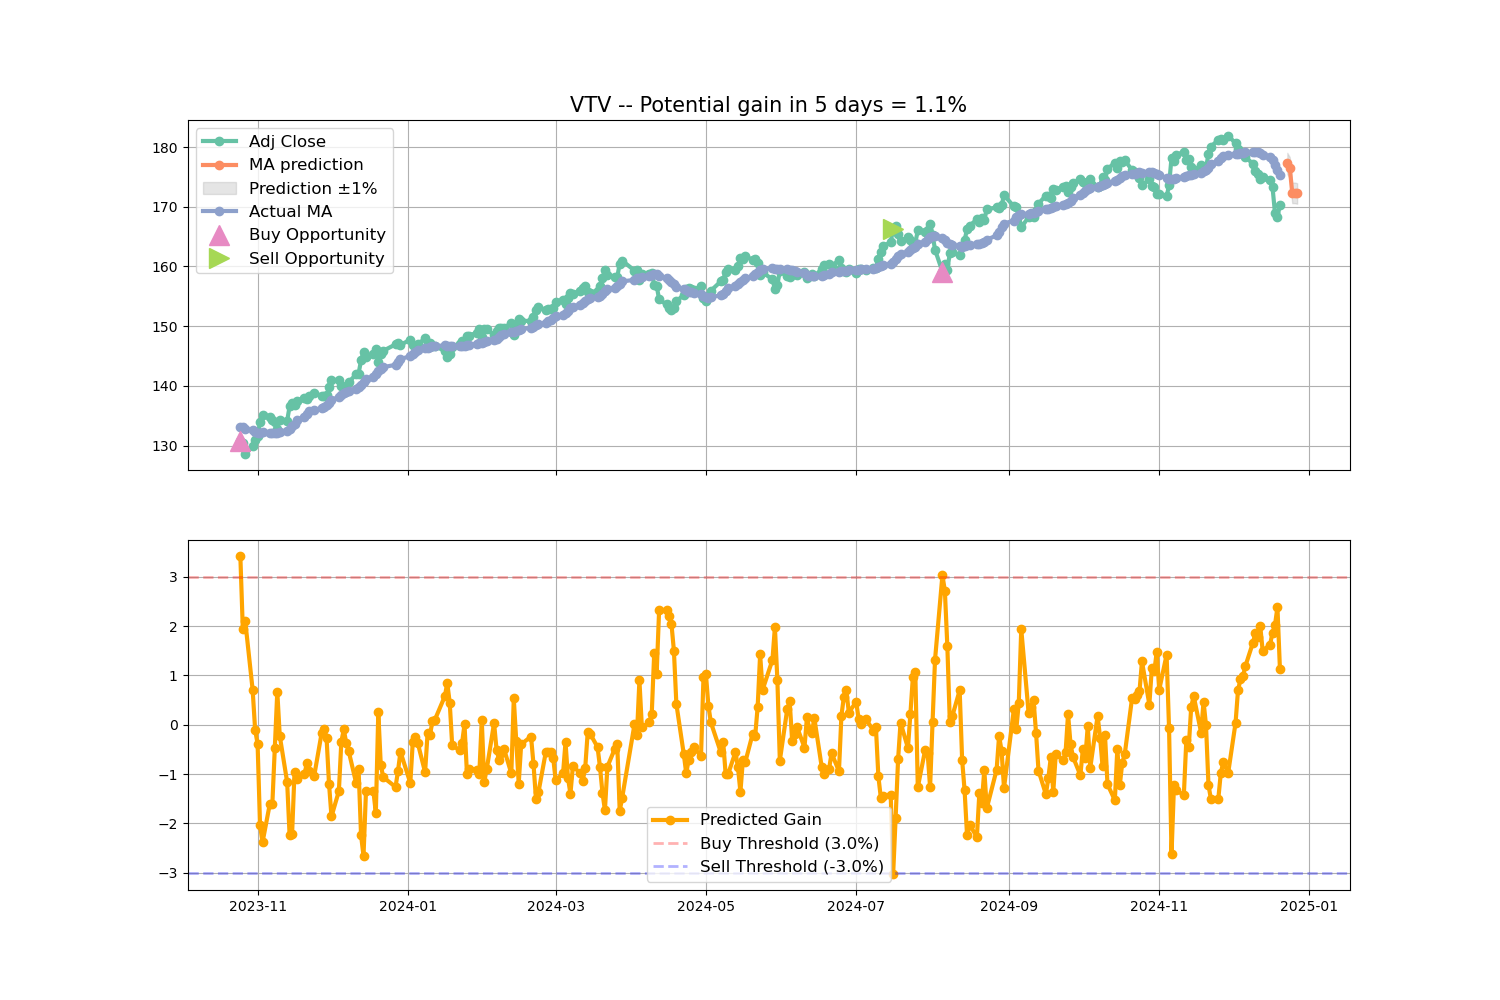 VTV -- Potential gain in 5 days = 1.1%
Adj Close
MA prediction
Prediction ±1%
Actual MA
Buy Opportunity
Sell Opportunity
180
170
160
150
140
130
3
2
1
0
−1
−2
−3
Predicted Gain
Buy Threshold (3.0%)
Sell Threshold (-3.0%)
2023-11
2024-01
2024-03
2024-05
2024-07
2024-09
2024-11
2025-01